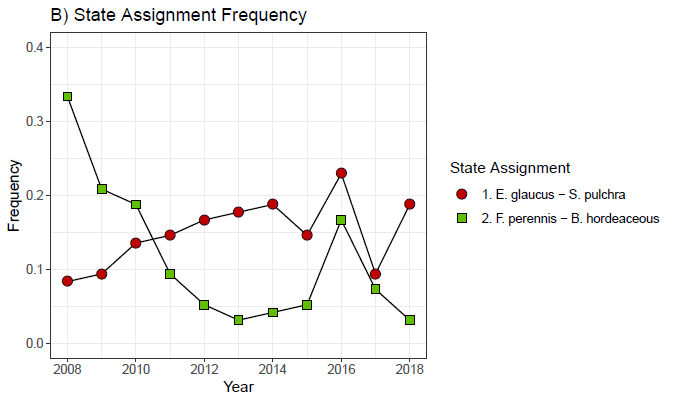 B) State Assignment Frequency
0.4
0.3
0.2
0.1
0.0
Frequency
2008 2010 2012 2014 2016 2018
Year
State Assignment
1. E. glaucus − S. pulchra
2. F. perennis − B. hordeaceous